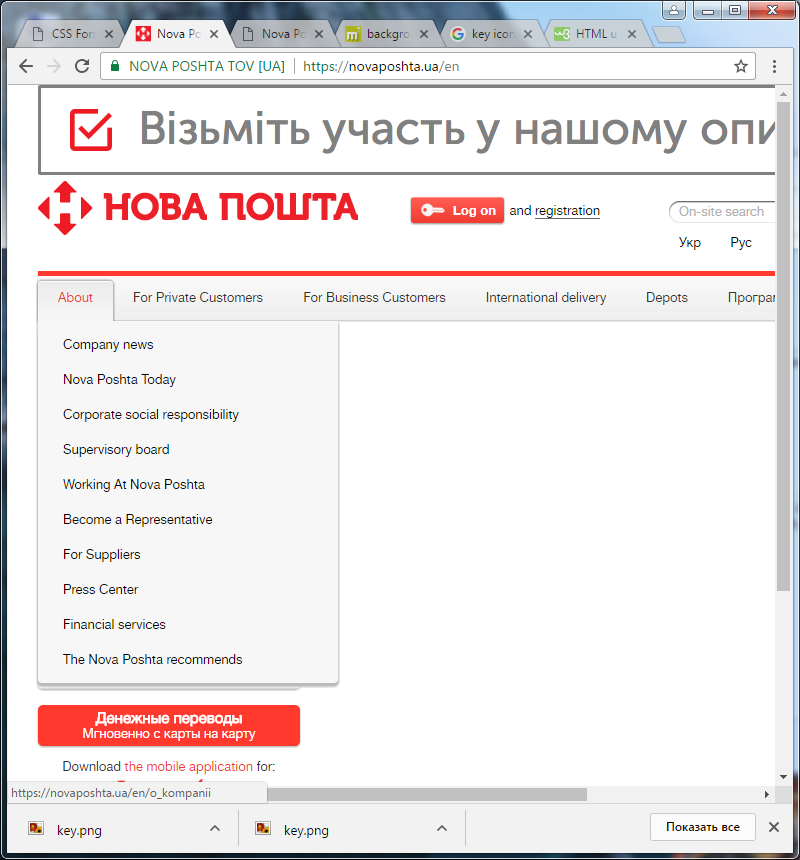 CSS For
Nova Po
Nova Po
backgro
key icon
HTML u
NOVA POSHTA TOV [UA] https://novaposhta.ua/en
Візьміть участь у нашому опи
НОВА ПОШТА
Log on and registration
On-site search
Укр Рус
About For Private Customers For Business Customers International delivery Depots Програм
Company news
Nova Poshta Today
Corporate social responsibility
Supervisory board
Working At Nova Poshta
Become a Representative
For Suppliers
Press Center
Financial services
The Nova Poshta recommends
Денежные переводы
Мгновенно с карты на карту
Download the mobile application for:
https://novaposhta.ua/en/o_kompanii
key.png key.png Показать все